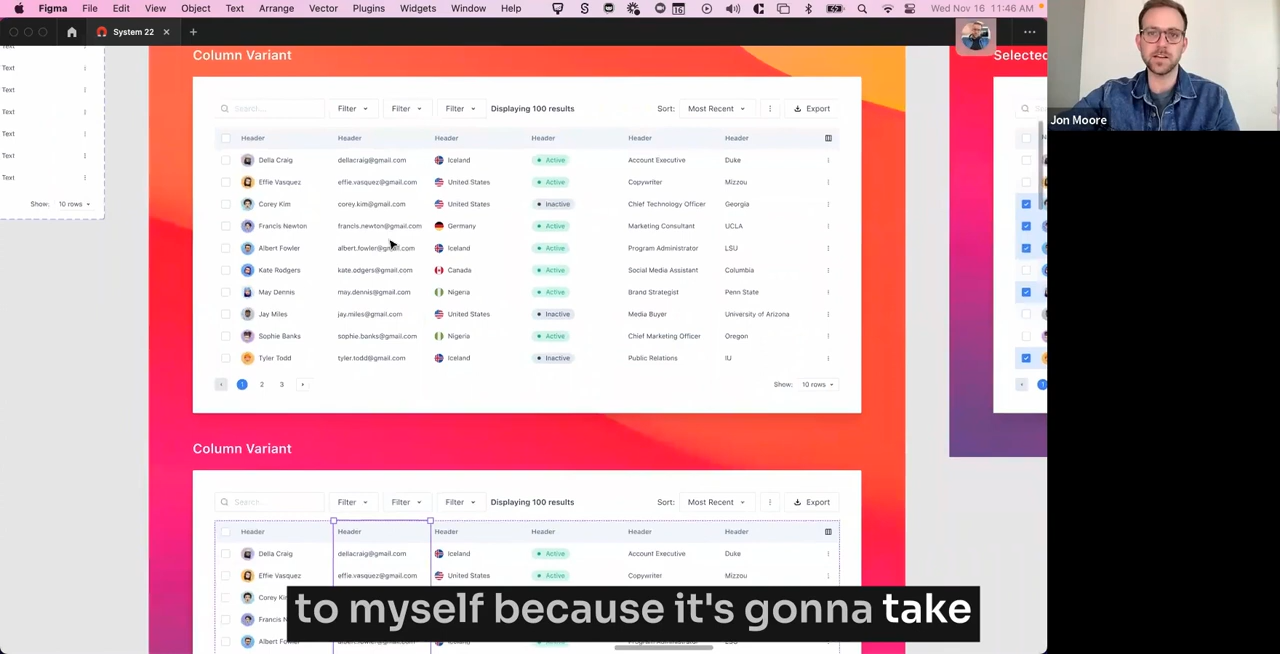 Figma File Edit View Object Text Arrange Vector Plugins Widgets Window Help 16 Wed Nov 16 11:46 AM
System 22
Column Variant
Selected
Jon Moore
Text
Text
Text
Text
Text
Text
Show: 10 rows
Search... Filter Filter Filter Displaying 100 results Sort: Most Recent Export
Header Header Header Header Header Header
Della Craig dellacraig@gmail.com Iceland Active Account Executive Duke
Effie Vasquez effie.vasquez@gmail.com United States Active Copywriter Mizzou
Corey Kim corey.kim@gmail.com United States Inactive Chief Technology Officer Georgia
Francis Newton francis.newton@gmail.com Germany Active Marketing Consultant UCLA
Albert Fowler albert.fowler@gmail.com Iceland Active Program Administrator LSU
Kate Rodgers kate.odgers@gmail.com Canada Active Social Media Assistant Columbia
May Dennis may.dennis@gmail.com Nigeria Active Brand Strategist Penn State
Jay Miles jay.miles@gmail.com United States Inactive Media Buyer University of Arizona
Sophie Banks sophie.banks@gmail.com Nigeria Active Chief Marketing Officer Oregon
Tyler Todd tyler.todd@gmail.com Iceland Inactive Public Relations IU
1 2 3 Show: 10 rows
Column Variant
Search... Filter Filter Filter Displaying 100 results Sort: Most Recent Export
Header Header Header Header Header Header
Della Craig dellacraig@gmail.com Iceland Active Account Executive Duke
Effie Vasquez effie.vasquez@gmail.com United States Active Copywriter Mizzou
Corey
Francis
Albert
to myself because it's gonna take